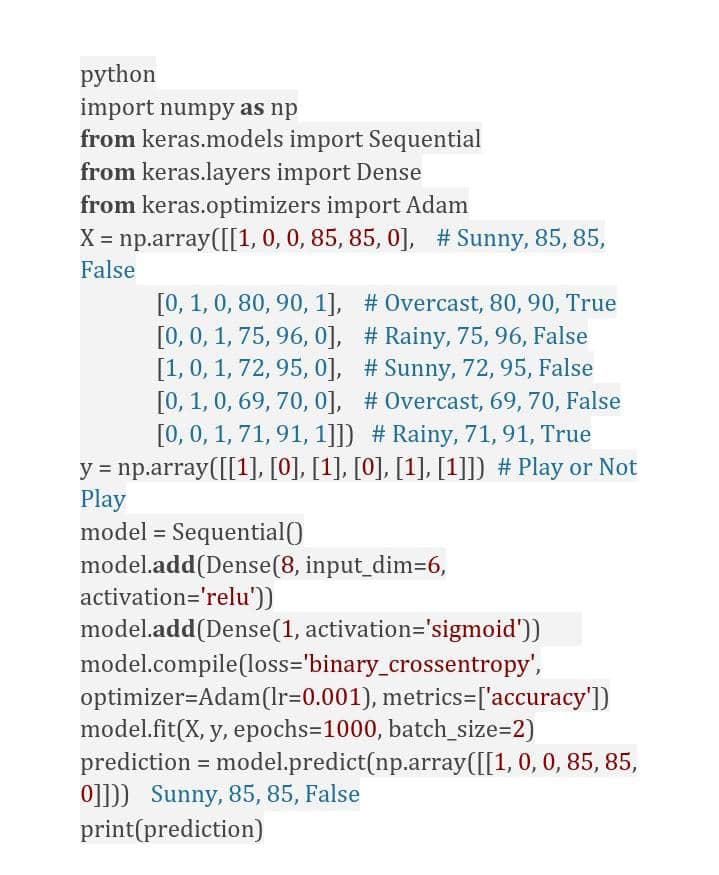 python
import numpy as np
from keras.models import Sequential
from keras.layers import Dense
from keras.optimizers import Adam
X = np.array([[1, 0, 0, 85, 85, 0],    # Sunny, 85, 85,
False
[0, 1, 0, 80, 90, 1],    # Overcast, 80, 90, True
[0, 0, 1, 75, 96, 0],    # Rainy, 75, 96, False
[1, 0, 1, 72, 95, 0],    # Sunny, 72, 95, False
[0, 1, 0, 69, 70, 0],    # Overcast, 69, 70, False
[0, 0, 1, 71, 91, 1]])   # Rainy, 71, 91, True
y = np.array([[1], [0], [1], [0], [1], [1]])  # Play or Not
Play
model = Sequential()
model.add(Dense(8, input_dim=6,
activation='relu'))
model.add(Dense(1, activation='sigmoid'))
model.compile(loss='binary_crossentropy',
optimizer=Adam(lr=0.001), metrics=['accuracy'])
model.fit(X, y, epochs=1000, batch_size=2)
prediction = model.predict(np.array([[1, 0, 0, 85, 85,
0]]))   Sunny, 85, 85, False
print(prediction)